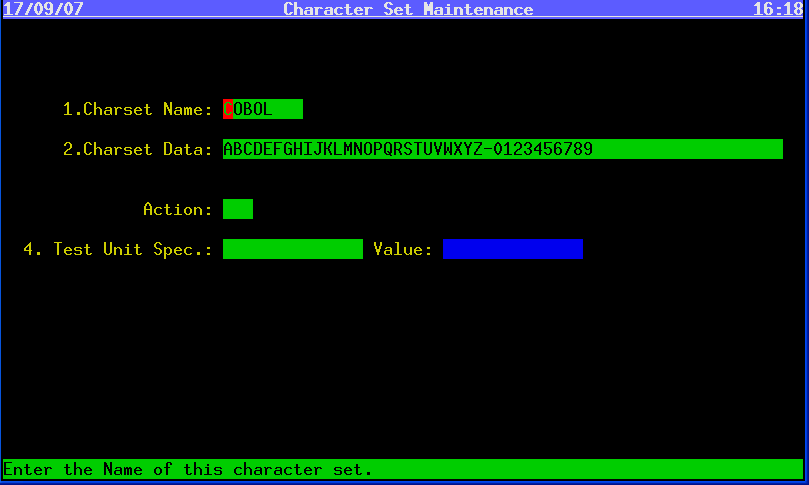 17/09/07 Character Set Maintenance 16:18
1.Charset Name: COBOL
2.Charset Data: ABCDEFGHIJKLMNOPQRSTUVWXYZ-0123456789
Action:
4. Test Unit Spec.: Value:
Enter the Name of this character set.